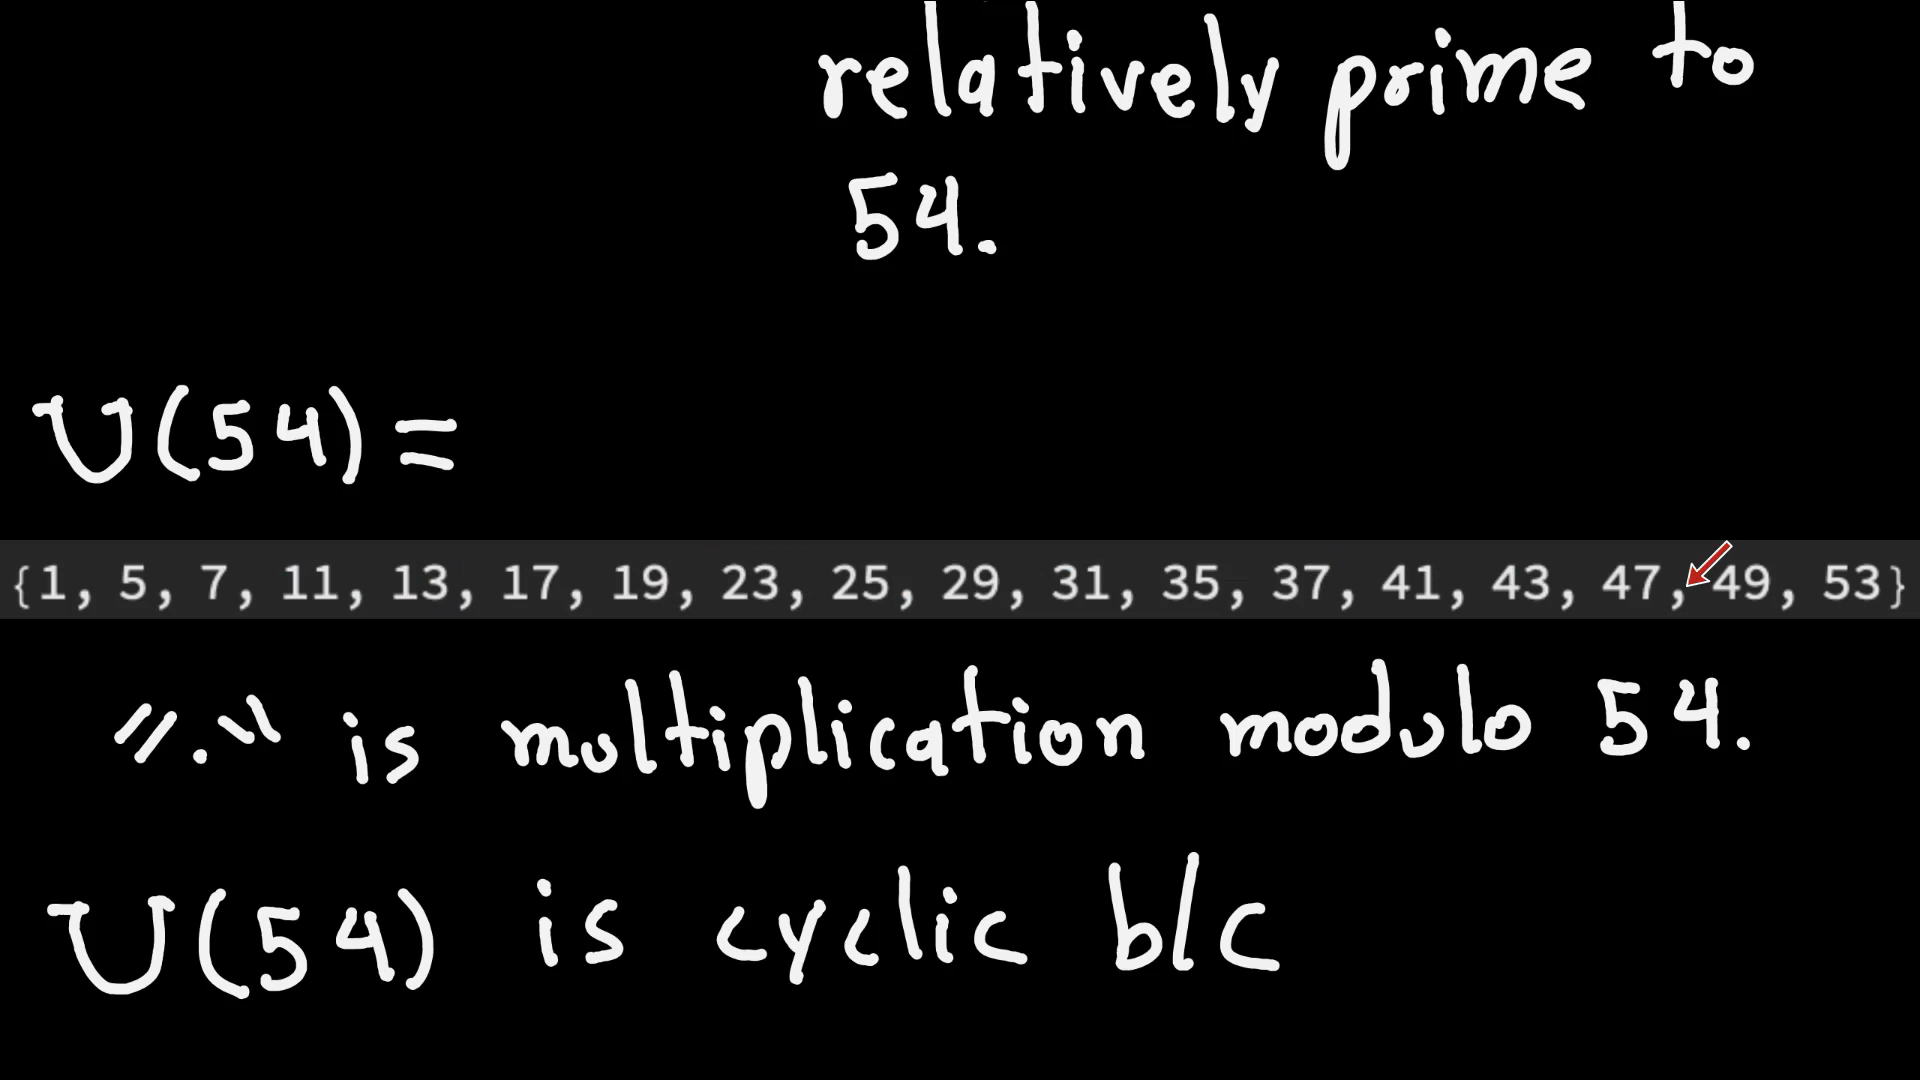 relatively prime to
54.
U(54)=
{1, 5, 7, 11, 13, 17, 19, 23, 25, 29, 31, 35, 37, 41, 43, 47, 49, 53}
"." is multiplication modulo 54.
U(54) is cyclic b/c